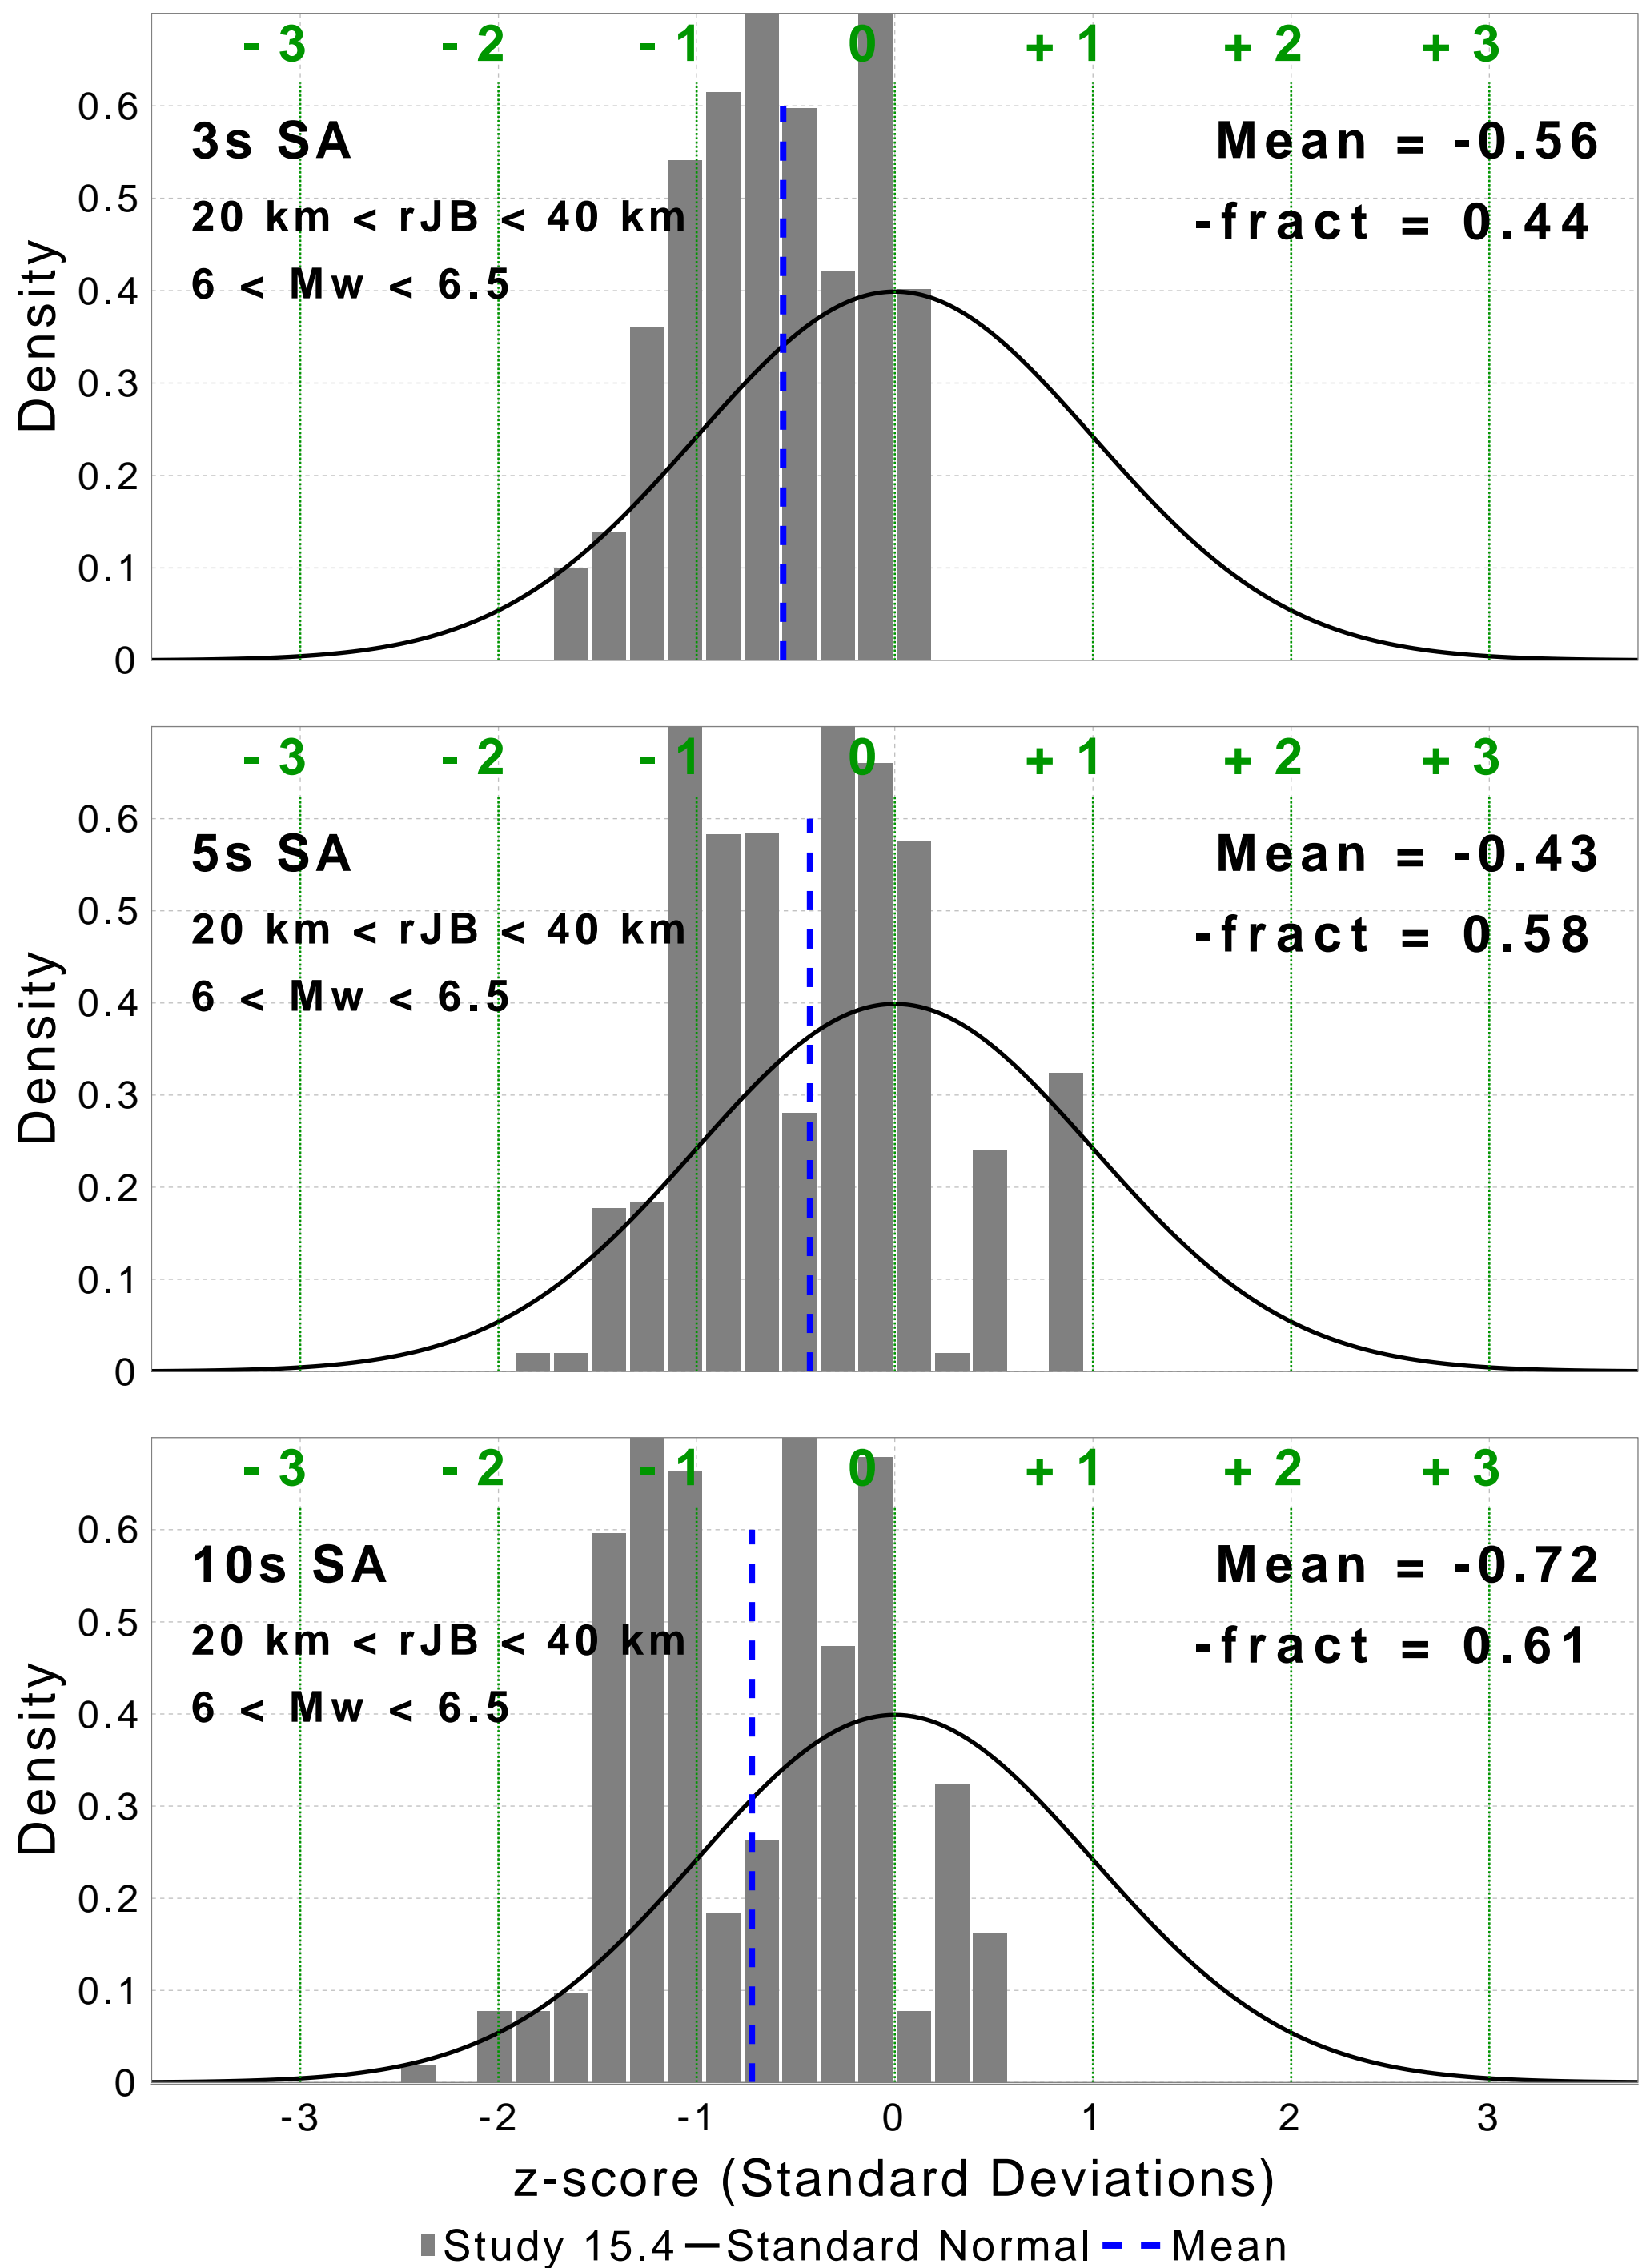 - 3 - 2 - 1 0 + 1 + 2 + 3
0.6
3s SA
Mean = -0.56
0.5
20 km < rJB < 40 km
-fract = 0.44
0.4
6 < Mw < 6.5
0.3
0.2
0.1
0
Density
- 3 - 2 - 1 0 + 1 + 2 + 3
0.6
5s SA
Mean = -0.43
0.5
20 km < rJB < 40 km
-fract = 0.58
0.4
6 < Mw < 6.5
0.3
0.2
0.1
0
Density
- 3 - 2 - 1 0 + 1 + 2 + 3
0.6
10s SA
Mean = -0.72
0.5
20 km < rJB < 40 km
-fract = 0.61
0.4
6 < Mw < 6.5
0.3
0.2
0.1
0
Density
-3 -2 -1 0 1 2 3
z-score (Standard Deviations)
Study 15.4 Standard Normal Mean